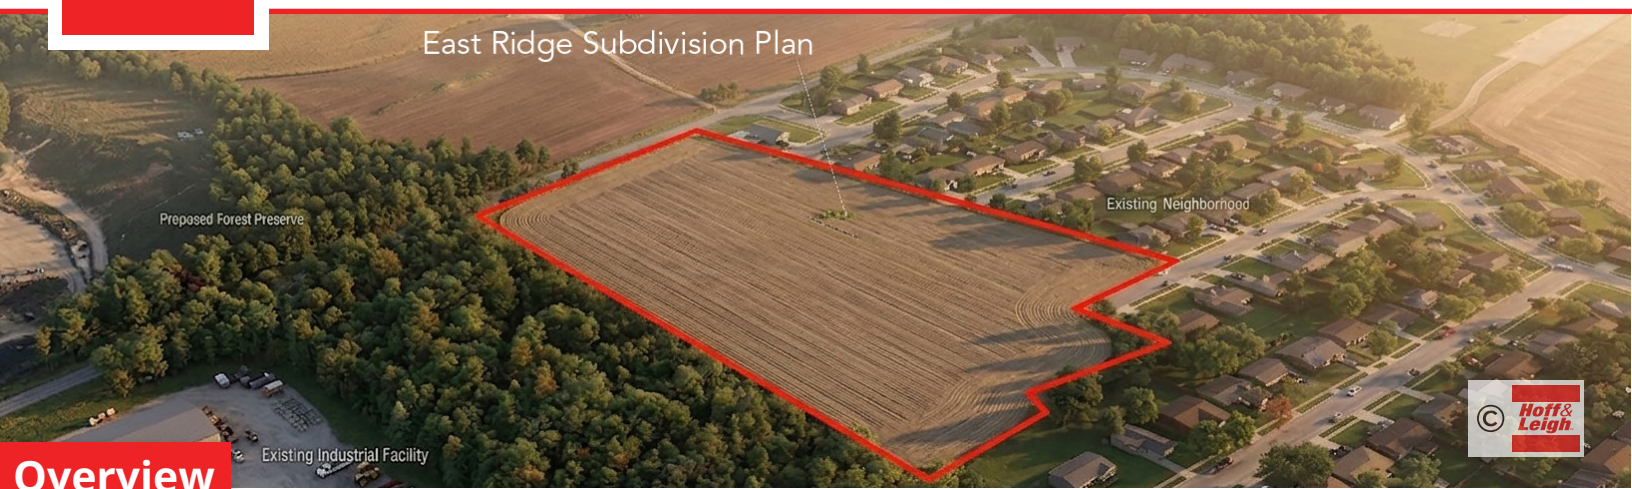 East Ridge Subdivision Plan
Proposed Forest Preserve
Existing Neighborhood
Existing Industrial Facility
© Hoff&
Leigh
Overview